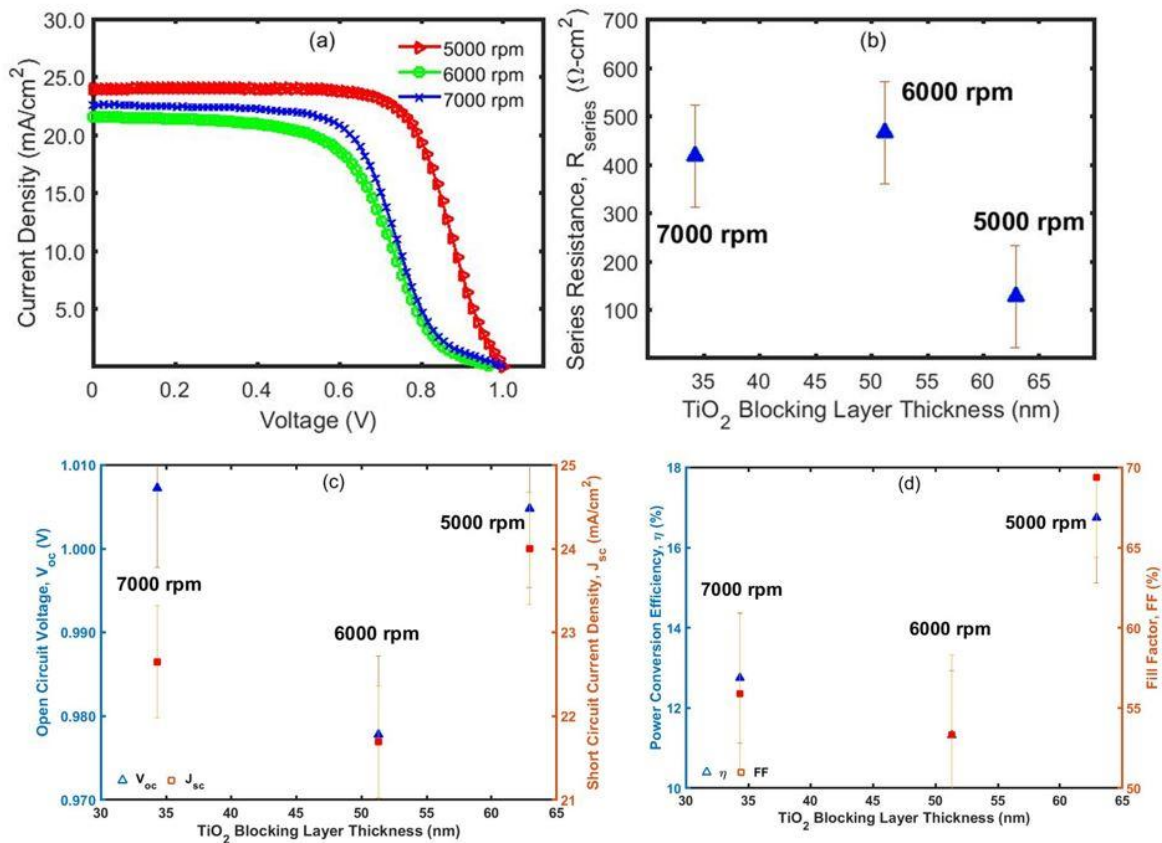 (a)
30.0
25.0
20.0
15.0
10.0
5.0
0 0.2 0.4 0.6 0.8 1.0
Voltage (V)
Current Density (mA/cm²)
5000 rpm
6000 rpm
7000 rpm
(b)
700
600
500
400
300
200
100
35 40 45 50 55 60 65
TiO₂ Blocking Layer Thickness (nm)
Series Resistance, R_series (Ω-cm²)
6000 rpm
7000 rpm
5000 rpm
(c)
1.010
1.000
0.990
0.980
0.970
30 35 40 45 50 55 60 65
TiO₂ Blocking Layer Thickness (nm)
Open Circuit Voltage, V_oc (V)
25
24
23
22
21
Short Circuit Current Density, J_sc (mA/cm²)
5000 rpm
7000 rpm
6000 rpm
V_oc J_sc
(d)
18
16
14
12
10
30 35 40 45 50 55 60 65
TiO₂ Blocking Layer Thickness (nm)
Power Conversion Efficiency, η (%)
70
65
60
55
50
Fill Factor, FF (%)
5000 rpm
7000 rpm
6000 rpm
η FF